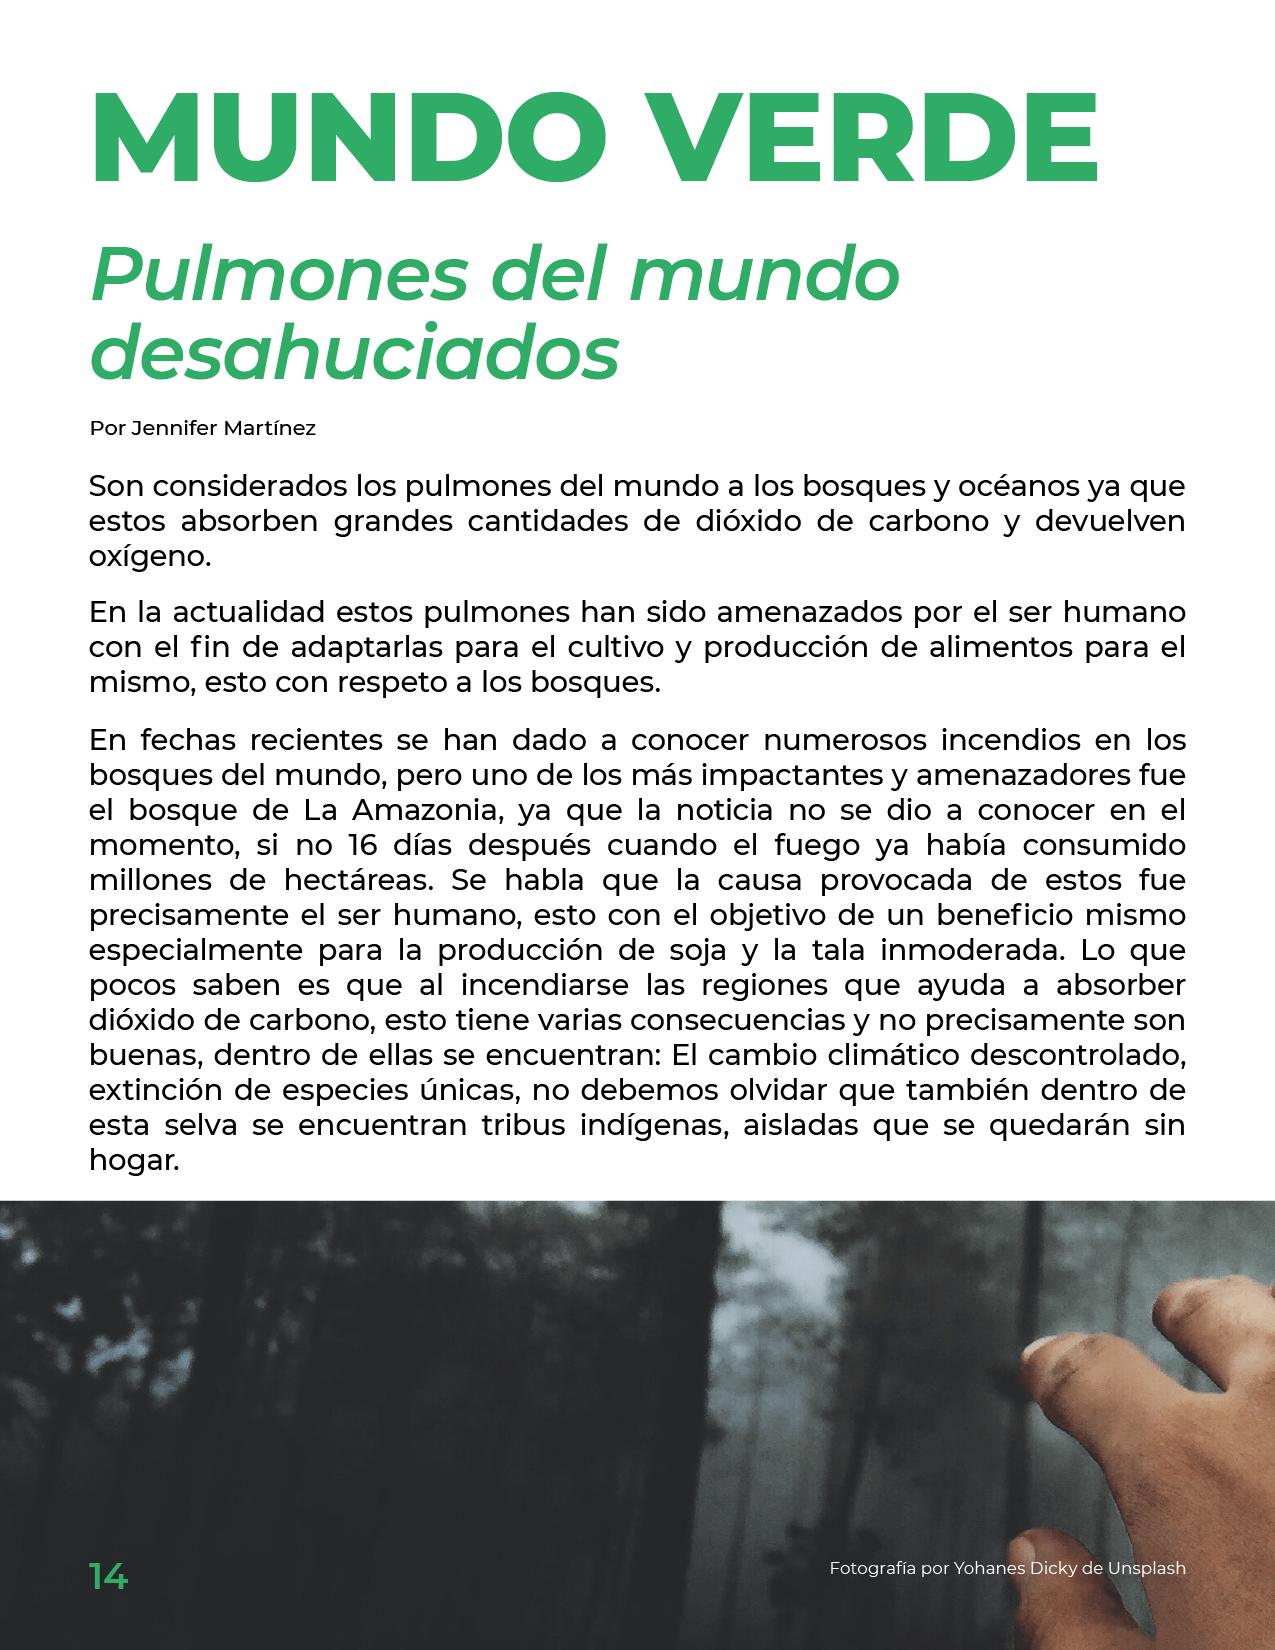 MUNDO VERDE
Pulmones del mundo
desahuciados
Por Jennifer Martínez
Son considerados los pulmones del mundo a los bosques y océanos ya que
estos absorben grandes cantidades de dióxido de carbono y devuelven
oxígeno.
En la actualidad estos pulmones han sido amenazados por el ser humano
con el fin de adaptarlas para el cultivo y producción de alimentos para el
mismo, esto con respeto a los bosques.
En fechas recientes se han dado a conocer numerosos incendios en los
bosques del mundo, pero uno de los más impactantes y amenazadores fue
el bosque de La Amazonia, ya que la noticia no se dio a conocer en el
momento, si no 16 días después cuando el fuego ya había consumido
millones de hectáreas. Se habla que la causa provocada de estos fue
precisamente el ser humano, esto con el objetivo de un beneficio mismo
especialmente para la producción de soja y la tala inmoderada. Lo que
pocos saben es que al incendiarse las regiones que ayuda a absorber
dióxido de carbono, esto tiene varias consecuencias y no precisamente son
buenas, dentro de ellas se encuentran: El cambio climático descontrolado,
extinción de especies únicas, no debemos olvidar que también dentro de
esta selva se encuentran tribus indígenas, aisladas que se quedarán sin
hogar.
14
Fotografía por Yohanes Dicky de Unsplash